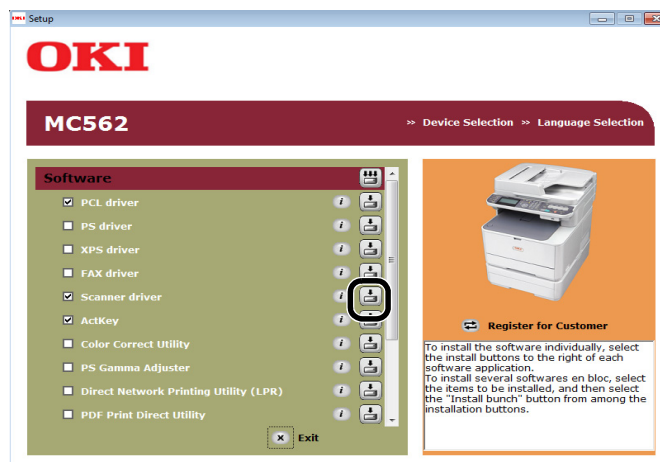 OKI Setup
OKI
MC562
>> Device Selection >> Language Selection
Software
PCL driver i
PS driver i
XPS driver i
FAX driver i
Scanner driver i
ActKey i
Color Correct Utility i
PS Gamma Adjuster i
Direct Network Printing Utility (LPR) i
PDF Print Direct Utility i
x Exit
Register for Customer
To install the software individually, select
the install buttons to the right of each
software application.
To install several softwares en bloc, select
the items to be installed, and then select
the "Install bunch" button from among the
installation buttons.